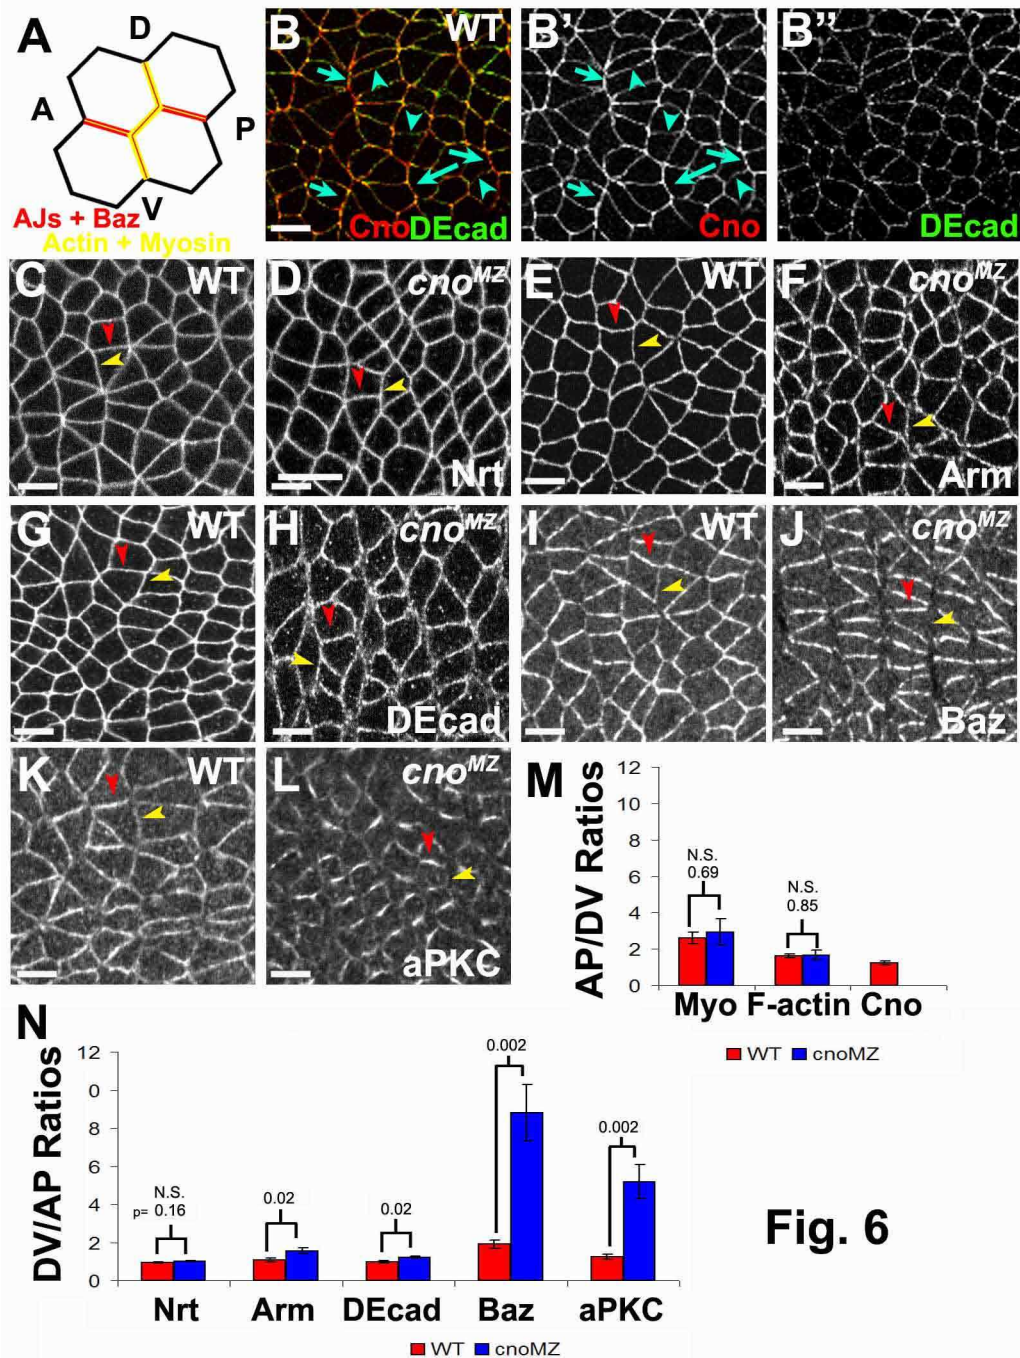 A
D
A
P
V
AJs + Baz
Actin + Myosin
B WT
CnoDEcad
B'
Cno
B''
DEcad
C WT
D cnoMZ
Nrt
E WT
F cnoMZ
Arm
G WT
H cnoMZ
DEcad
I WT
J cnoMZ
Baz
K WT
L cnoMZ
aPKC
M
AP/DV Ratios
12
10
8
6
4
2
0
N.S.
0.69
N.S.
0.85
Myo F-actin Cno
WT cnoMZ
N
DV/AP Ratios
12
0
8
6
4
2
0
N.S.
p= 0.16
0.02
0.02
0.002
0.002
Nrt Arm DEcad Baz aPKC
WT cnoMZ
Fig. 6